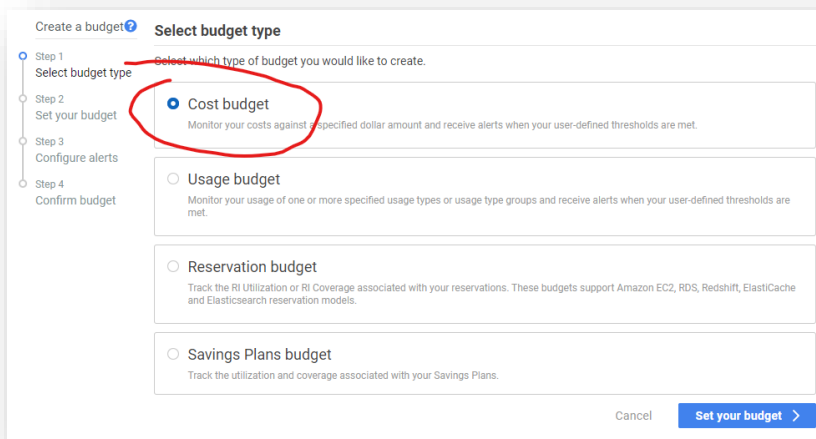 Create a budget?
Select budget type
Step 1
Select budget type
Step 2
Set your budget
Step 3
Configure alerts
Step 4
Confirm budget
Select which type of budget you would like to create.
Cost budget
Monitor your costs against a specified dollar amount and receive alerts when your user-defined thresholds are met.
Usage budget
Monitor your usage of one or more specified usage types or usage type groups and receive alerts when your user-defined thresholds are
met.
Reservation budget
Track the RI Utilization or RI Coverage associated with your reservations. These budgets support Amazon EC2, RDS, Redshift, ElastiCache
and Elasticsearch reservation models.
Savings Plans budget
Track the utilization and coverage associated with your Savings Plans.
Cancel
Set your budget